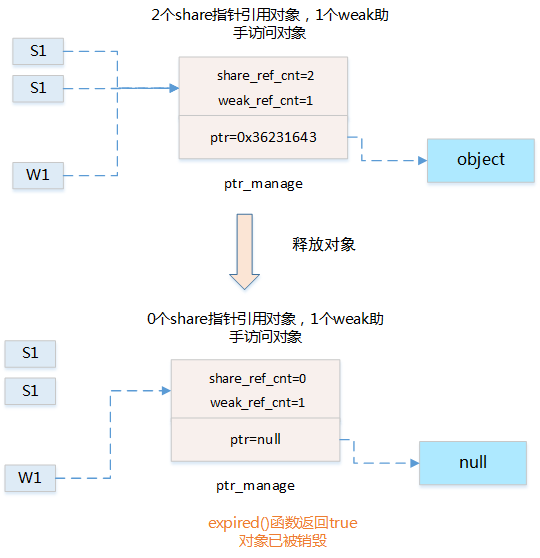 2个share指针引用对象，1个weak助
手访问对象
S1
share_ref_cnt=2
S1
weak_ref_cnt=1
ptr=0x36231643
object
W1
ptr_manage
释放对象
0个share指针引用对象，1个weak助
手访问对象
S1
share_ref_cnt=0
S1
weak_ref_cnt=1
ptr=null
null
W1
ptr_manage
expired()函数返回true
对象已被销毁